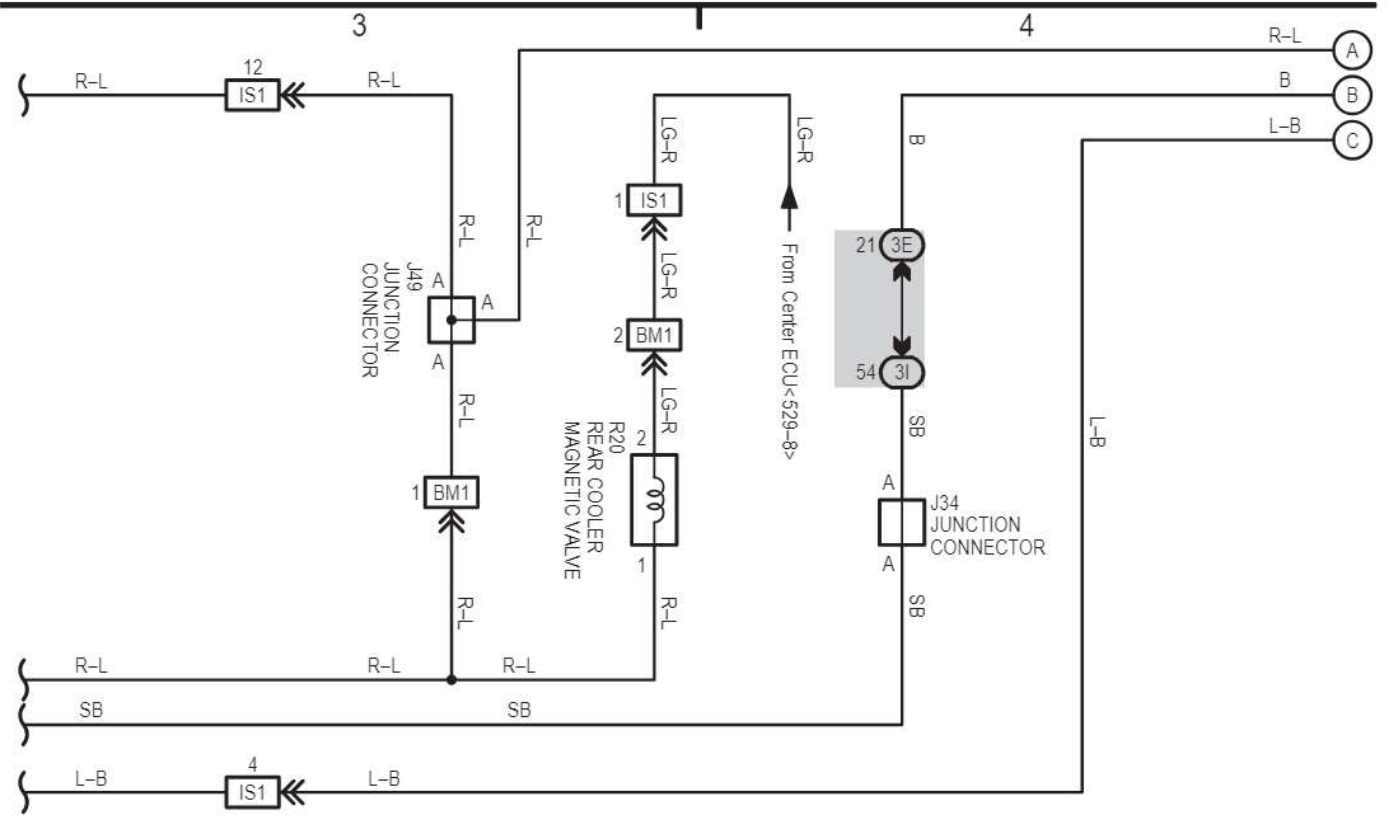 3
4
R–L
A
12
R–L
IS1
R–L
B
B
L–B
C
LG–R
LG–R
B
1
IS1
R–L
R–L
21
3E
LG–R
From Center ECU<529–8>
J49
JUNCTION
CONNECTOR
A
A
A
2
BM1
54
3I
R–L
LG–R
SB
L–B
R20
REAR COOLER
MAGNETIC VALVE
2
1
1
BM1
A
J34
JUNCTION
CONNECTOR
A
R–L
R–L
SB
R–L
R–L
R–L
SB
SB
4
L–B
IS1
L–B